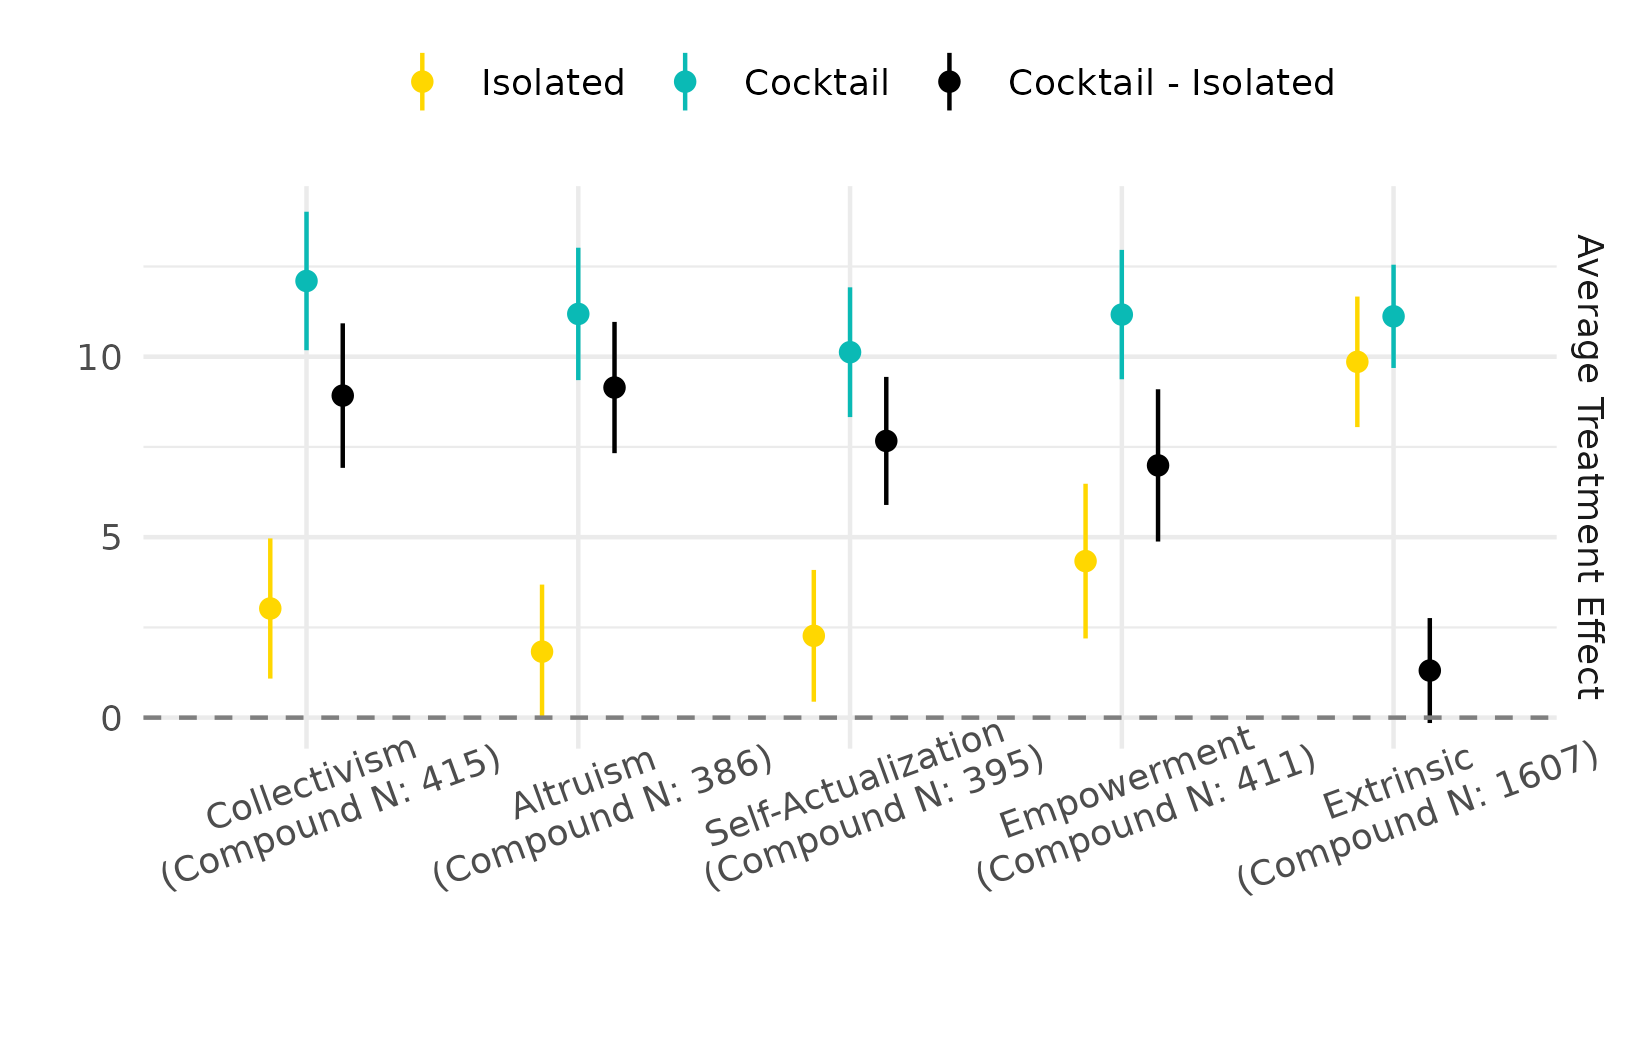 Isolated Cocktail Cocktail - Isolated
10
5
0
Average Treatment Effect
Collectivism
(Compound N: 415)
Altruism
(Compound N: 386)
Self-Actualization
(Compound N: 395)
Empowerment
(Compound N: 411)
Extrinsic
(Compound N: 1607)